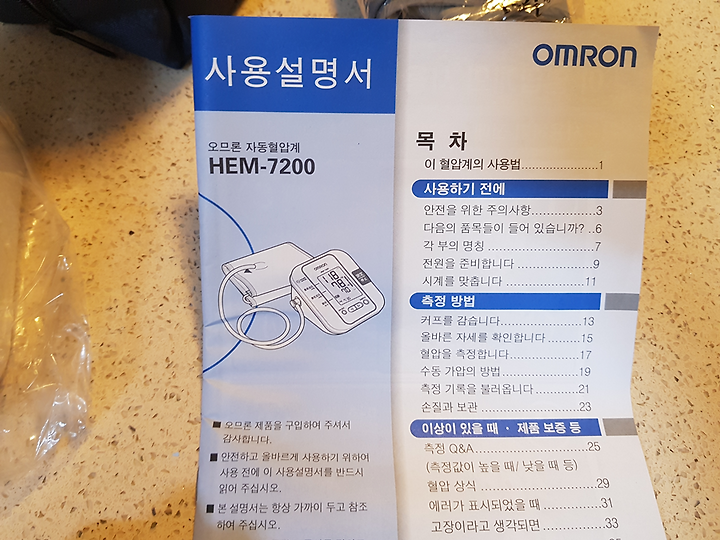 사용설명서
오므론 자동혈압계
HEM-7200
■ 오므론 제품을 구입하여 주셔서
감사합니다.
■ 안전하고 올바르게 사용하기 위하여
사용 전에 이 사용설명서를 반드시
읽어 주십시오.
■ 본 설명서는 항상 가까이 두고 참조
하여 주십시오.
OMRON
목 차
이 혈압계의 사용법......................1
사용하기 전에
안전을 위한 주의사항..................3
다음의 품목들이 들어 있습니까? ..6
각 부의 명칭................................7
전원을 준비합니다 ......................9
시계를 맞춥니다 ........................11
측정 방법
커프를 감습니다.........................13
올바른 자세를 확인합니다 .........15
혈압을 측정합니다.....................17
수동 가압의 방법.......................19
측정 기록을 불러옵니다.............21
손질과 보관...............................23
이상이 있을 때 · 제품 보증 등
측정 Q&A..................................25
(측정값이 높을 때/ 낮을 때 등)
혈압 상식 .................................29
에러가 표시되었을 때 ...............31
고장이라고 생각되면 ................33